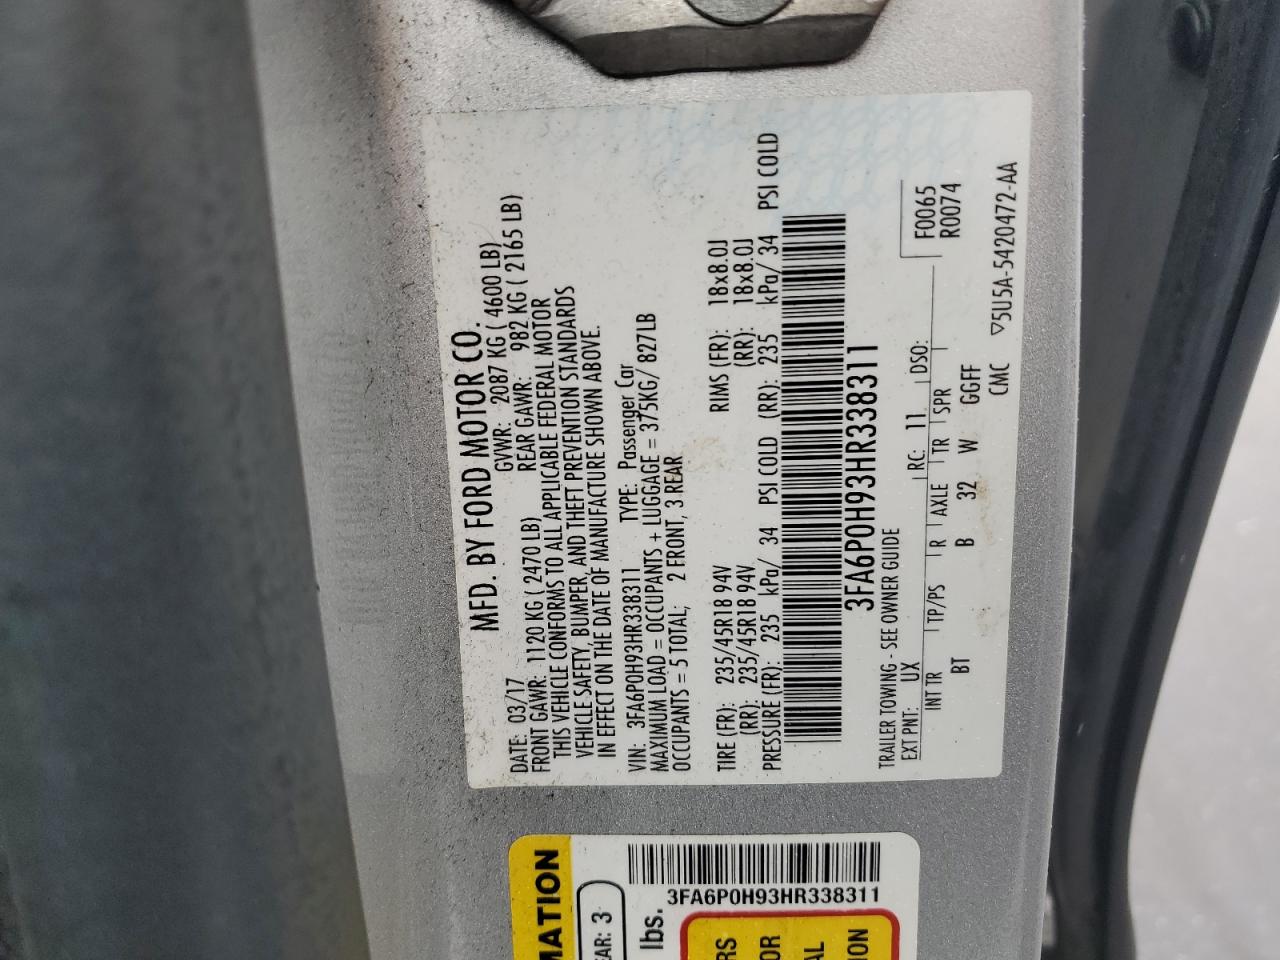 MFD. BY FORD MOTOR CO.
DATE: 03/17 GVWR: 2087 KG ( 4600 LB)
FRONT GAWR: 1120 KG ( 2470 LB) REAR GAWR: 982 KG ( 2165 LB)
THIS VEHICLE CONFORMS TO ALL APPLICABLE FEDERAL MOTOR
VEHICLE SAFETY, BUMPER, AND THEFT PREVENTION STANDARDS
IN EFFECT ON THE DATE OF MANUFACTURE SHOWN ABOVE.
VIN: 3FA6P0H93HR338311 TYPE: Passenger Car
MAXIMUM LOAD = OCCUPANTS + LUGGAGE = 375KG/ 827LB
OCCUPANTS = 5 TOTAL; 2 FRONT, 3 REAR
TIRE (FR): 235/45R18 94V RIMS (FR): 18x8.0J
(RR): 235/45R18 94V (RR): 18x8.0J
PRESSURE (FR): 235 kPa/ 34 PSI COLD (RR): 235 kPa/ 34 PSI COLD
3FA6P0H93HR338311
TRAILER TOWING - SEE OWNER GUIDE
EXT PNT: UX RC: 11 DSO: F0065
R0074
INT TR TP/PS R AXLE TR SPR
BT B 32 W GGFF
CMC ▽5U5A-5420472-AA
MATION
EAR: 3
lbs.
3FA6P0H93HR338311
RS
OR
AL
ION